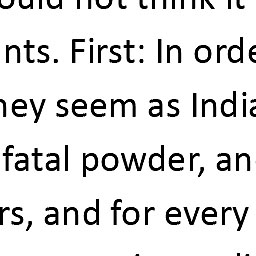 ould not think it
nts. First: In orde
hey seem as India
fatal powder, an
rs, and for every